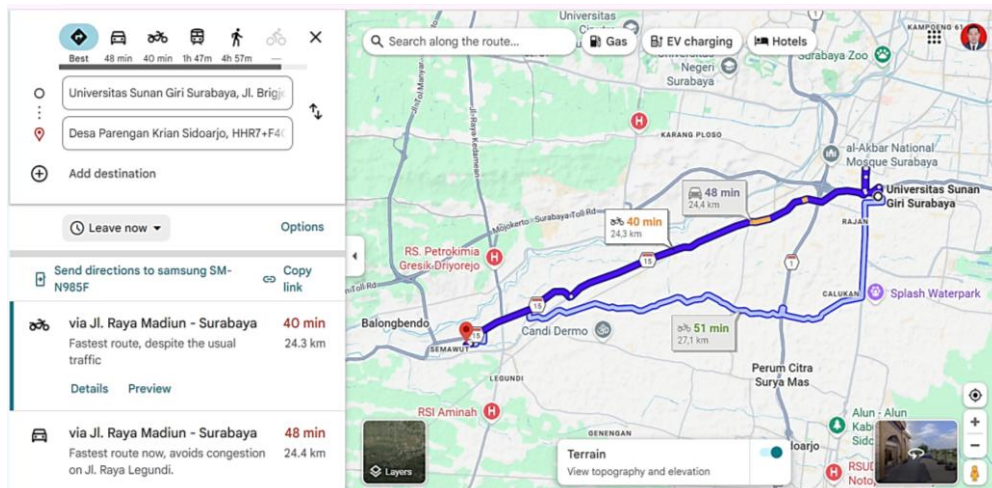 Best
48 min
40 min
1h 47m
4h 57m
Universitas Sunan Giri Surabaya, Jl. Brigj
Desa Parengan Krian Sidoarjo, HHR7+F4
Add destination
Leave now
Options
Send directions to samsung SM-
N985F
Copy
link
via Jl. Raya Madiun - Surabaya
40 min
Fastest route, despite the usual
traffic
24.3 km
Details
Preview
via Jl. Raya Madiun - Surabaya
48 min
Fastest route now, avoids congestion
on Jl. Raya Legundi.
24.4 km
Search along the route...
Gas
EV charging
Hotels
Universitas
Negeri
Surabaya
Surabaya Zoo
KAMPOENG 61
KARANG PLOSO
al-Akbar National
Mosque Surabaya
Universitas Sunan
Giri Surabaya
RAJAN
48 min
24,4 km
40 min
24,3 km
Mojokerto - Surabaya Toll Rd
Jl. Raya Kedamean
RS. Petrokimia
Gresik Driyorejo
15
1
15
15
1
CALUKAN
Splash Waterpark
Balongbendo
SEMAWUT
Candi Dermo
51 min
27,1 km
LEGUNDI
Perum Citra
Surya Mas
RSI Aminah
GENENGAN
Alun - Alun
Layers
Terrain
View topography and elevation